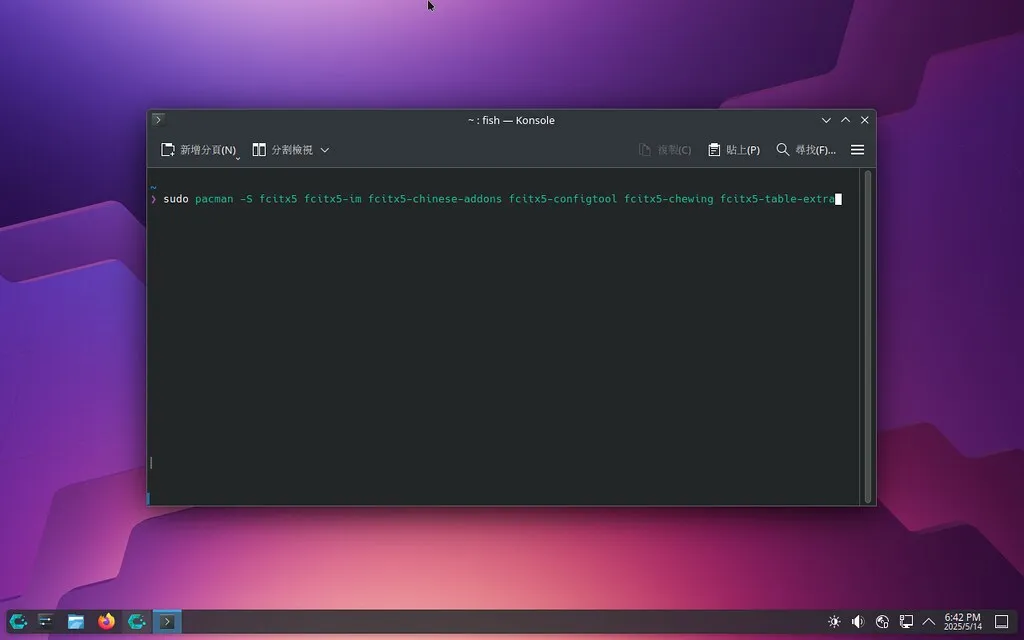 ~ : fish — Konsole
新增分頁(N)
分割檢視
複製(C)
貼上(P)
尋找(F)...
~
❯ sudo pacman -S fcitx5 fcitx5-im fcitx5-chinese-addons fcitx5-configtool fcitx5-chewing fcitx5-table-extra
6:42 PM
2025/5/14